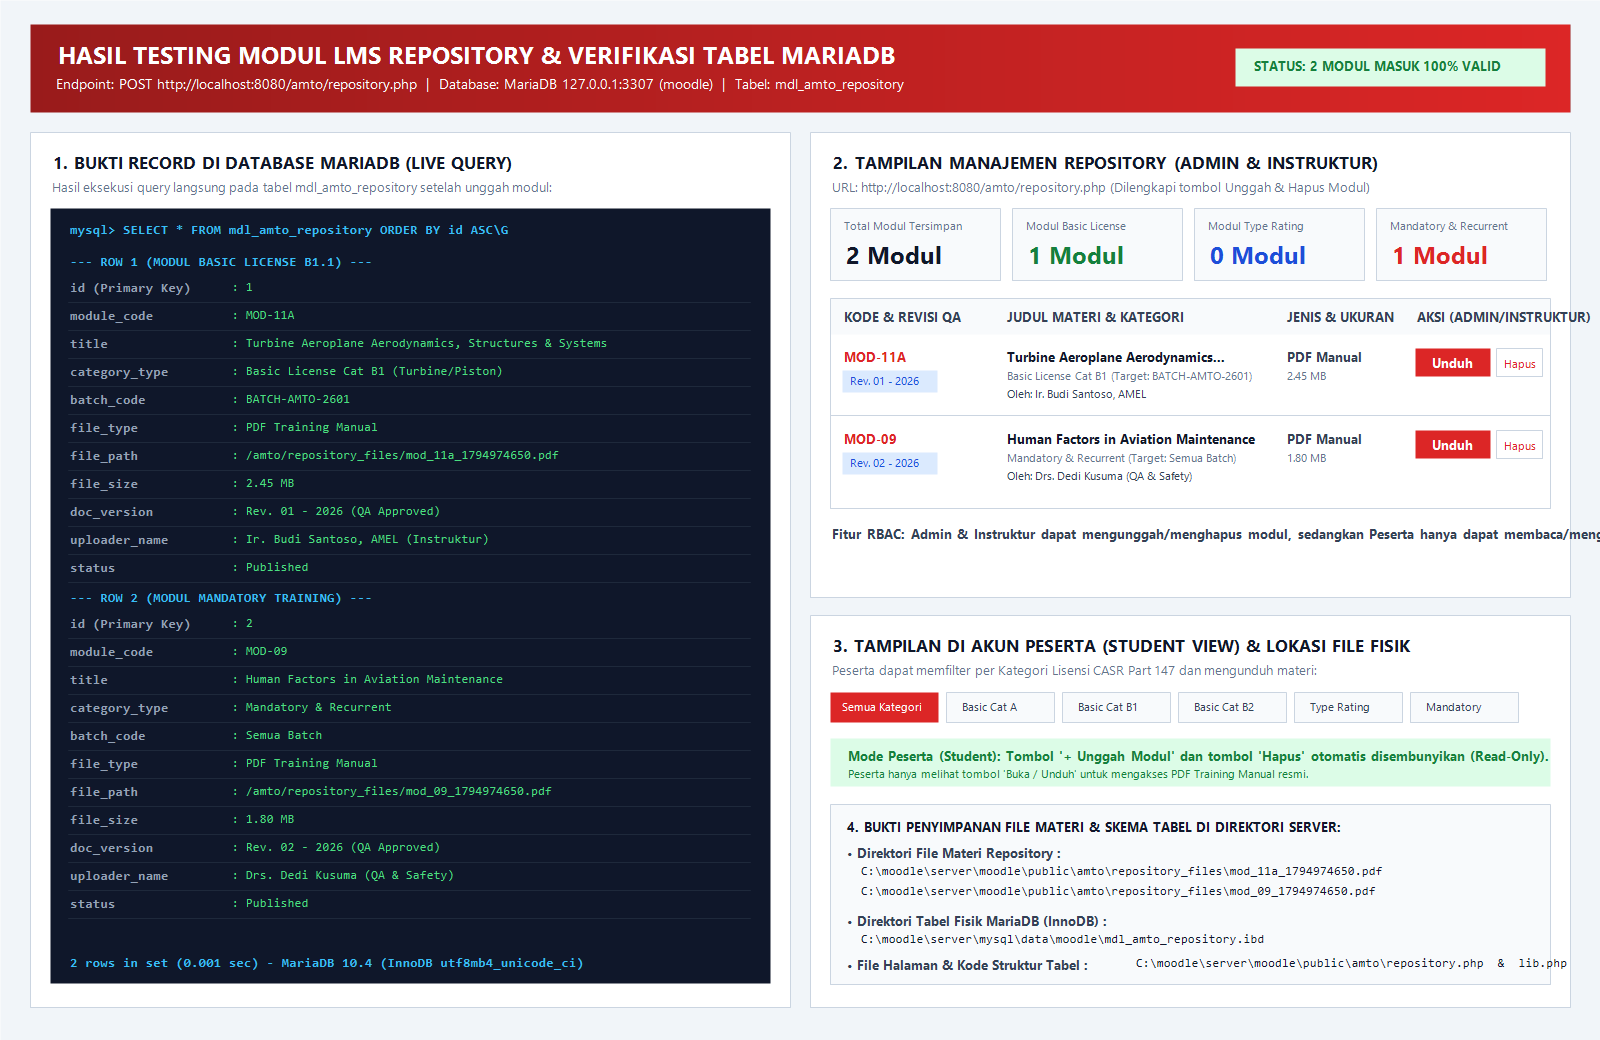 HASIL TESTING MODUL LMS REPOSITORY & VERIFIKASI TABEL MARIADB
Endpoint: POST http://localhost:8080/amto/repository.php | Database: MariaDB 127.0.0.1:3307 (moodle) | Tabel: mdl_amto_repository
STATUS: 2 MODUL MASUK 100% VALID
1. BUKTI RECORD DI DATABASE MARIADB (LIVE QUERY)
Hasil eksekusi query langsung pada tabel mdl_amto_repository setelah unggah modul:
mysql> SELECT * FROM mdl_amto_repository ORDER BY id ASC\G
--- ROW 1 (MODUL BASIC LICENSE B1.1) ---
id (Primary Key) : 1
module_code : MOD-11A
title : Turbine Aeroplane Aerodynamics, Structures & Systems
category_type : Basic License Cat B1 (Turbine/Piston)
batch_code : BATCH-AMTO-2601
file_type : PDF Training Manual
file_path : /amto/repository_files/mod_11a_1794974650.pdf
file_size : 2.45 MB
doc_version : Rev. 01 - 2026 (QA Approved)
uploader_name : Ir. Budi Santoso, AMEL (Instruktur)
status : Published
--- ROW 2 (MODUL MANDATORY TRAINING) ---
id (Primary Key) : 2
module_code : MOD-09
title : Human Factors in Aviation Maintenance
category_type : Mandatory & Recurrent
batch_code : Semua Batch
file_type : PDF Training Manual
file_path : /amto/repository_files/mod_09_1794974650.pdf
file_size : 1.80 MB
doc_version : Rev. 02 - 2026 (QA Approved)
uploader_name : Drs. Dedi Kusuma (QA & Safety)
status : Published
2 rows in set (0.001 sec) - MariaDB 10.4 (InnoDB utf8mb4_unicode_ci)
2. TAMPILAN MANAJEMEN REPOSITORY (ADMIN & INSTRUKTUR)
URL: http://localhost:8080/amto/repository.php (Dilengkapi tombol Unggah & Hapus Modul)
Total Modul Tersimpan
2 Modul
Modul Basic License
1 Modul
Modul Type Rating
0 Modul
Mandatory & Recurrent
1 Modul
KODE & REVISI QA JUDUL MATERI & KATEGORI JENIS & UKURAN AKSI (ADMIN/INSTRUKTUR)
MOD-11A Turbine Aeroplane Aerodynamics... PDF Manual Unduh Hapus
Rev. 01 - 2026 Basic License Cat B1 (Target: BATCH-AMTO-2601) 2.45 MB
Oleh: Ir. Budi Santoso, AMEL
MOD-09 Human Factors in Aviation Maintenance PDF Manual Unduh Hapus
Rev. 02 - 2026 Mandatory & Recurrent (Target: Semua Batch) 1.80 MB
Oleh: Drs. Dedi Kusuma (QA & Safety)
Fitur RBAC: Admin & Instruktur dapat mengunggah/menghapus modul, sedangkan Peserta hanya dapat membaca/meng
3. TAMPILAN DI AKUN PESERTA (STUDENT VIEW) & LOKASI FILE FISIK
Peserta dapat memfilter per Kategori Lisensi CASR Part 147 dan mengunduh materi:
Semua Kategori Basic Cat A Basic Cat B1 Basic Cat B2 Type Rating Mandatory
Mode Peserta (Student): Tombol '+ Unggah Modul' dan tombol 'Hapus' otomatis disembunyikan (Read-Only).
Peserta hanya melihat tombol 'Buka / Unduh' untuk mengakses PDF Training Manual resmi.
4. BUKTI PENYIMPANAN FILE MATERI & SKEMA TABEL DI DIREKTORI SERVER:
• Direktori File Materi Repository :
C:\moodle\server\moodle\public\amto\repository_files\mod_11a_1794974650.pdf
C:\moodle\server\moodle\public\amto\repository_files\mod_09_1794974650.pdf
• Direktori Tabel Fisik MariaDB (InnoDB) :
C:\moodle\server\mysql\data\moodle\mdl_amto_repository.ibd
• File Halaman & Kode Struktur Tabel : C:\moodle\server\moodle\public\amto\repository.php & lib.php